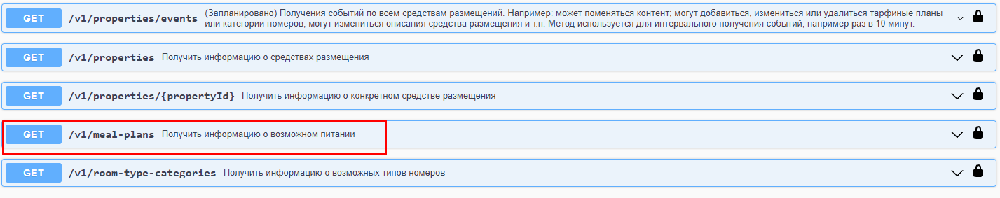 GET /v1/properties/events (Запланировано) Получения событий по всем средствам размещений. Например: может поменяться контент; могут добавиться, измениться или удалиться тарфиные планы
или категории номеров; могут измениться описания средства размещения и т.п. Метод используется для интервального получения событий, например раз в 10 минут.
GET /v1/properties Получить информацию о средствах размещения
GET /v1/properties/{propertyId} Получить информацию о конкретном средстве размещения
GET /v1/meal-plans Получить информацию о возможном питании
GET /v1/room-type-categories Получить информацию о возможных типов номеров